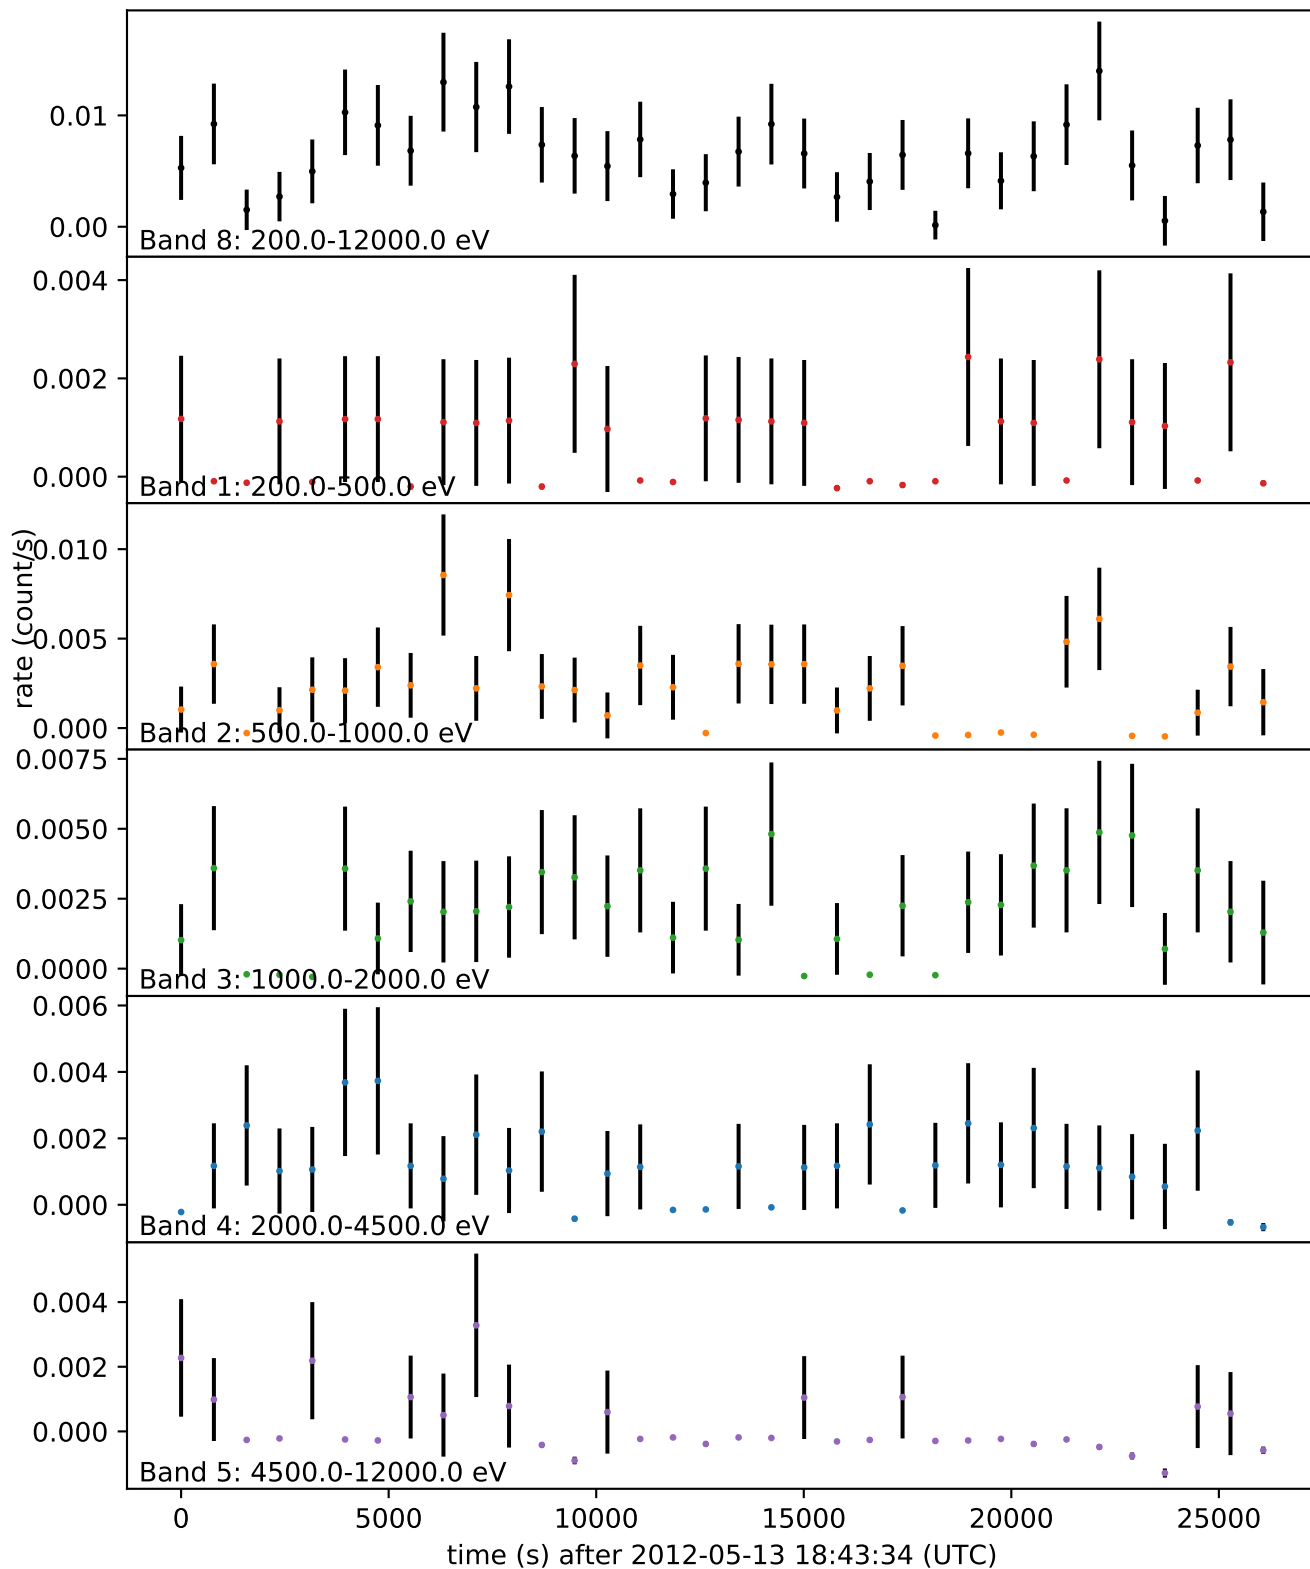 0.01
0.00
Band 8: 200.0-12000.0 eV
0.004
0.002
0.000
Band 1: 200.0-500.0 eV
rate (count/s)
0.010
0.005
0.000
Band 2: 500.0-1000.0 eV
0.0075
0.0050
0.0025
0.0000
Band 3: 1000.0-2000.0 eV
0.006
0.004
0.002
0.000
Band 4: 2000.0-4500.0 eV
0.004
0.002
0.000
Band 5: 4500.0-12000.0 eV
0 5000 10000 15000 20000 25000
time (s) after 2012-05-13 18:43:34 (UTC)